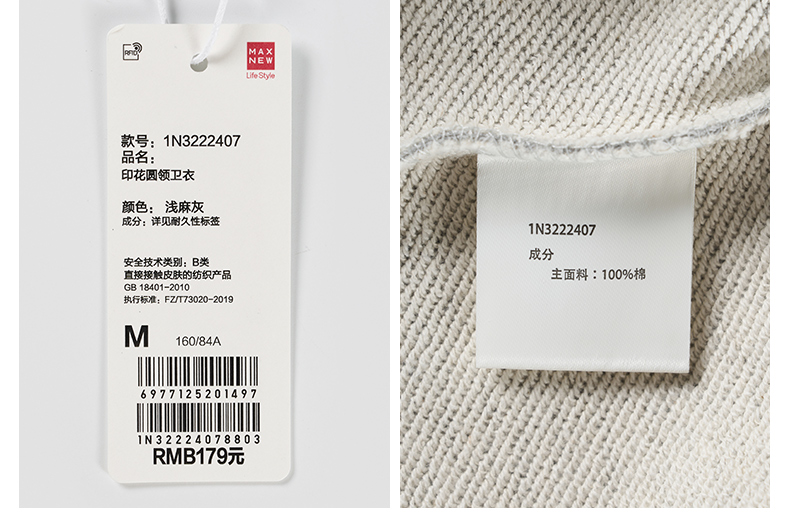 RFID
MAX
NEW
Life Style
款号：1N3222407
品名：
印花圆领卫衣
颜色：浅麻灰
成分：详见耐久性标签
安全技术类别：B类
直接接触皮肤的纺织产品
GB 18401-2010
执行标准：FZ/T73020-2019
M 160/84A
6977125201497
1N32224078803
RMB179元
1N3222407
成分
主面料：100%棉